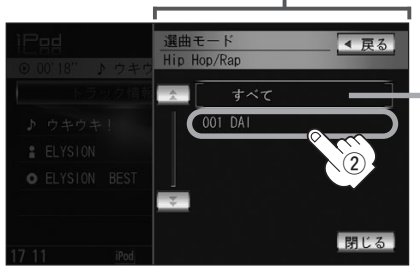 iPod
00'18" ♪ ウキウ
トラック情報
♪ ウキウキ!
ELYSION
ELYSION BEST
17 11 iPod
選曲モード
Hip Hop/Rap
戻る
すべて
001 DAI
②
閉じる